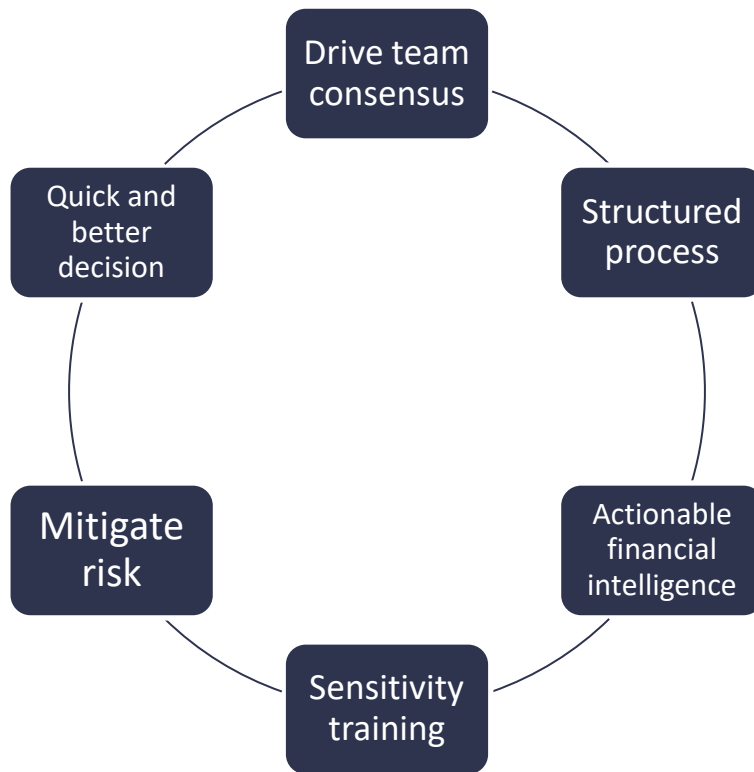 Drive team
consensus
Structured
process
Actionable
financial
intelligence
Sensitivity
training
Mitigate
risk
Quick and
better
decision